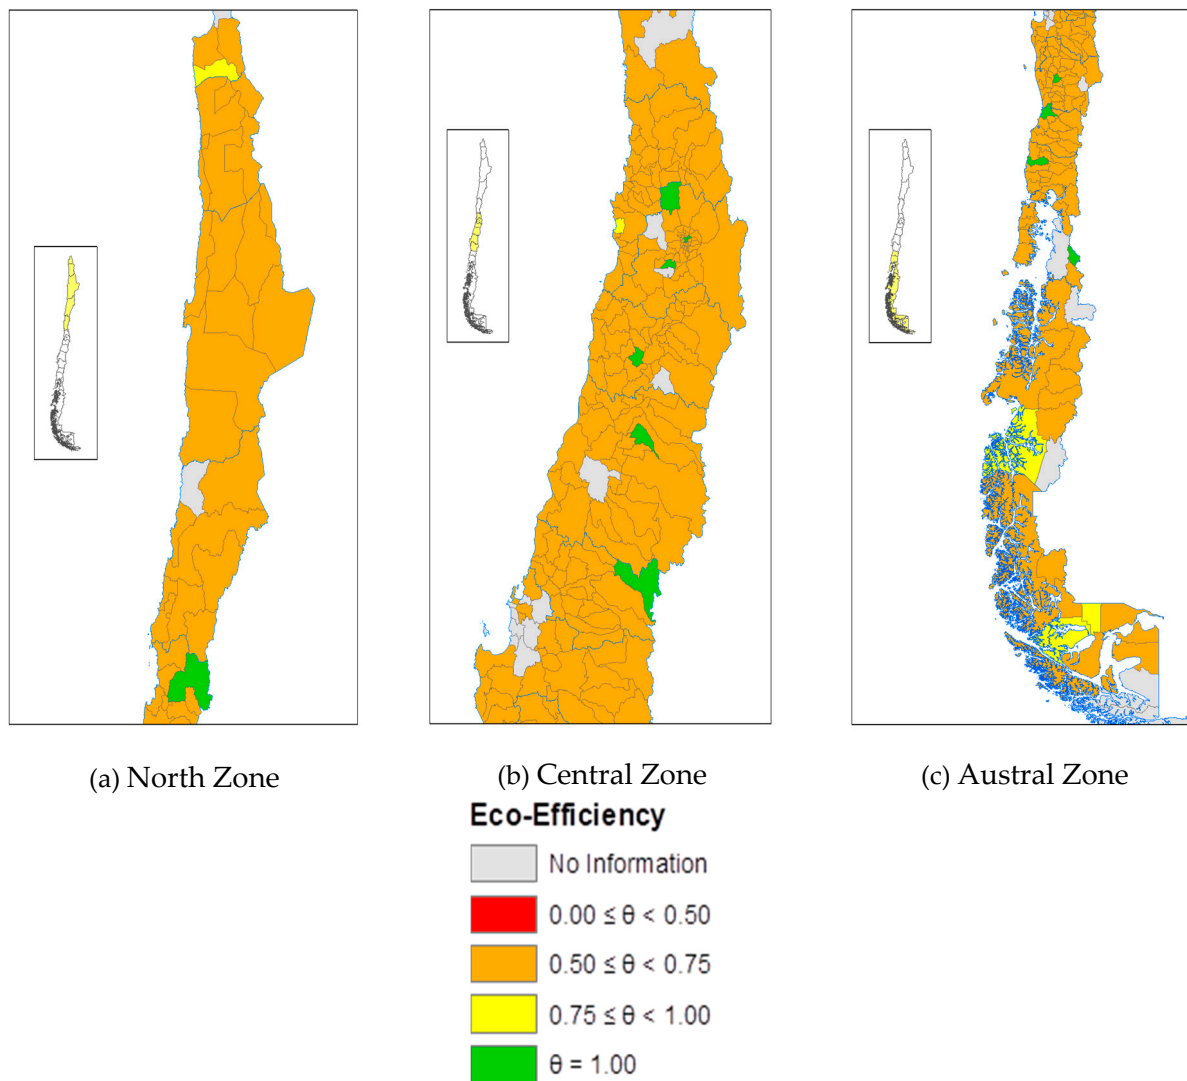 (a) North Zone
(b) Central Zone
(c) Austral Zone
Eco-Efficiency
No Information
0.00 ≤ θ < 0.50
0.50 ≤ θ < 0.75
0.75 ≤ θ < 1.00
θ = 1.00